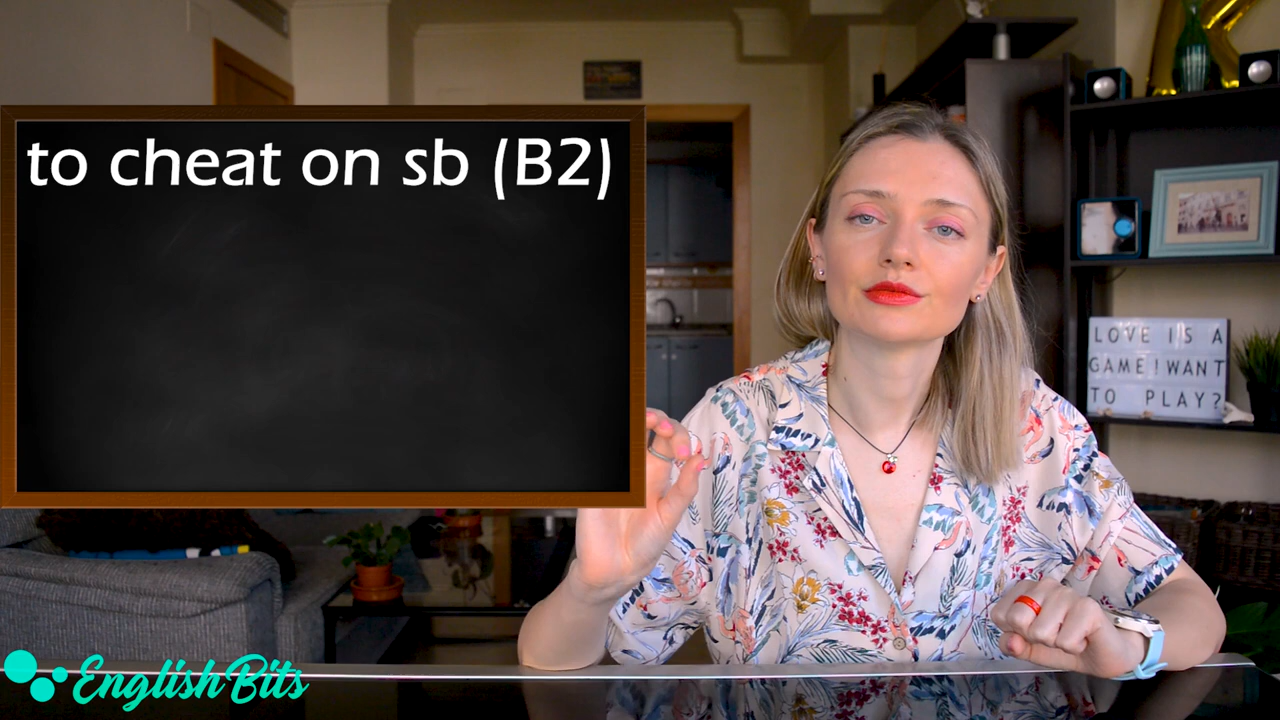 to cheat on sb (B2)
LOVE IS A
GAME! WANT
TO PLAY?
EnglishBits